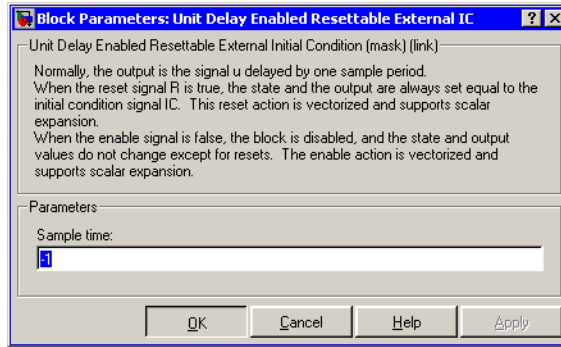 Block Parameters: Unit Delay Enabled Resettable External IC
Unit Delay Enabled Resettable External Initial Condition (mask) (link)
Normally, the output is the signal u delayed by one sample period.
When the reset signal R is true, the state and the output are always set equal to the
initial condition signal IC.  This reset action is vectorized and supports scalar
expansion.
When the enable signal is false, the block is disabled, and the state and output
values do not change except for resets.  The enable action is vectorized and
supports scalar expansion.
Parameters
Sample time:
-1
OK Cancel Help Apply